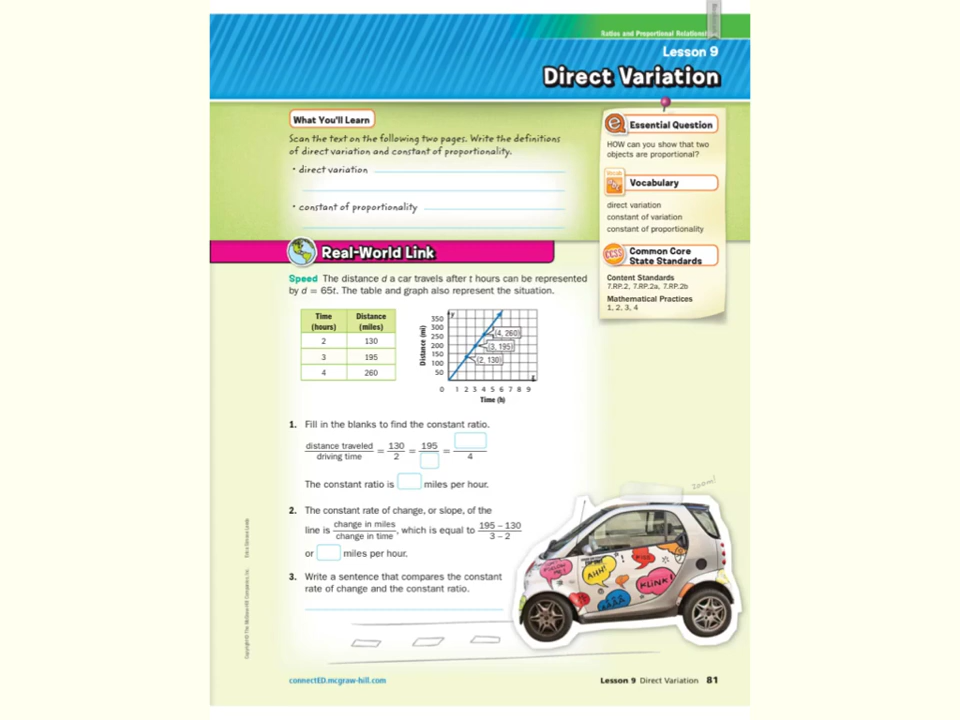 Ratios and Proportional Relationsh
Lesson 9
Direct Variation
What You'll Learn
Scan the text on the following two pages. Write the definitions
of direct variation and constant of proportionality.
• direct variation
• constant of proportionality
Essential Question
HOW can you show that two
objects are proportional?
Vocabulary
direct variation
constant of variation
constant of proportionality
CCSS
Common Core
State Standards
Content Standards
7.RP.2, 7.RP.2a, 7.RP.2b
Mathematical Practices
1, 2, 3, 4
Real-World Link
Speed The distance d a car travels after t hours can be represented
by d = 65t. The table and graph also represent the situation.
Time (hours) Distance (miles)
2 130
3 195
4 260
Distance (mi)
350
300
250
200
150
100
50
y
(4, 260)
(3, 195)
(2, 130)
x
0 1 2 3 4 5 6 7 8 9
Time (h)
1. Fill in the blanks to find the constant ratio.
distance traveled / driving time = 130 / 2 = 195 / = / 4
The constant ratio is miles per hour.
2. The constant rate of change, or slope, of the
line is change in miles / change in time, which is equal to 195 − 130 / 3 − 2
or miles per hour.
3. Write a sentence that compares the constant
rate of change and the constant ratio.
zoom!
AHH!
KLINK!
connectED.mcgraw-hill.com
Lesson 9 Direct Variation 81